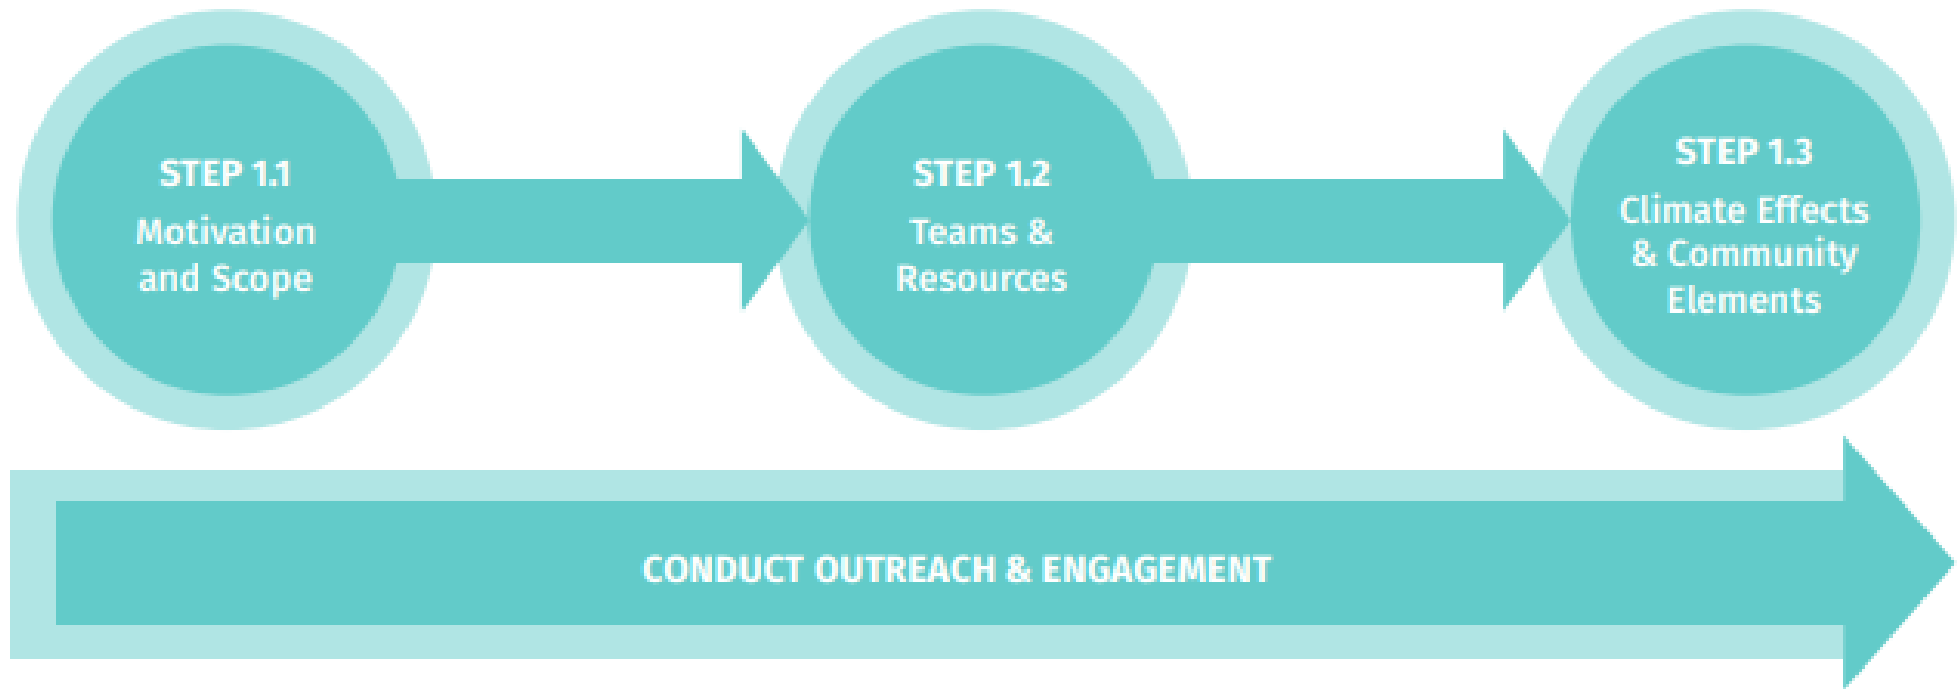 STEP 1.1
Motivation
and Scope
STEP 1.2
Teams &
Resources
STEP 1.3
Climate Effects
& Community
Elements
CONDUCT OUTREACH & ENGAGEMENT